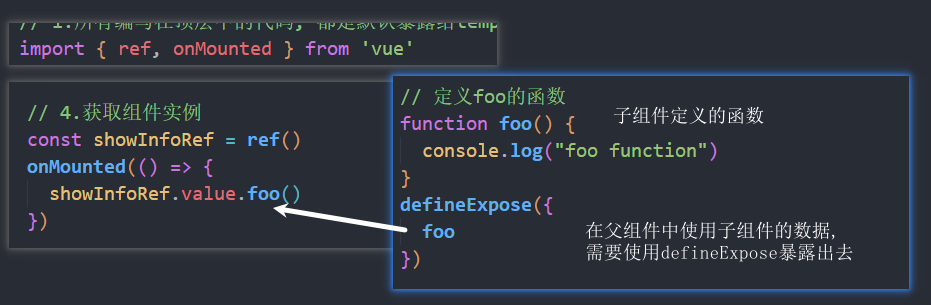 // 1.所有编写在顶层中的代码, 都是默认暴露给temp
import { ref, onMounted } from 'vue'
// 4.获取组件实例
const showInfoRef = ref()
onMounted(() => {
showInfoRef.value.foo()
})
// 定义foo的函数
function foo() {
console.log("foo function")
}
defineExpose({
foo
})
子组件定义的函数
在父组件中使用子组件的数据,
需要使用defineExpose暴露出去